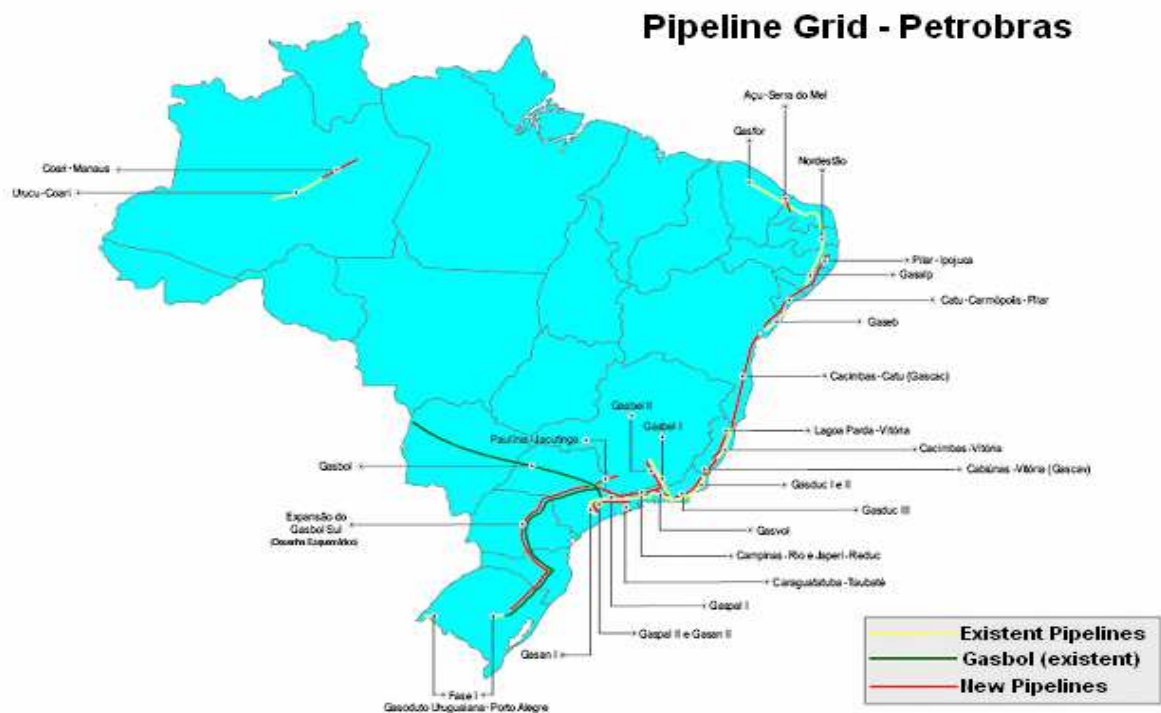 Pipeline Grid - Petrobras
Açu-Serra do Mel
Gasfor
Nordestão
Coari-Manaus
Urucu-Coari
Pilar-Ipojuca
Gasalp
Catu-Carmópolis-Pilar
Gaseb
Cacimbas-Catu (Gascac)
Gasbel II
Gasbel I
Lagoa Parda-Vitória
Paulínia-Jacutinga
Cacimbas-Vitória
Gasbol
Cabiúnas-Vitória (Gascav)
Gasduc I e II
Gasduc III
Expansão do
Gasbol Sul
(Desenho Esquemático)
Gasvol
Campinas-Rio e Japeri-Reduc
Caraguatatuba-Taubaté
Gaspal I
Gaspal II e Gasan II
Gasan I
Existent Pipelines
Gasbol (existent)
New Pipelines
Fase I
Gasoduto Uruguaiana-Porto Alegre